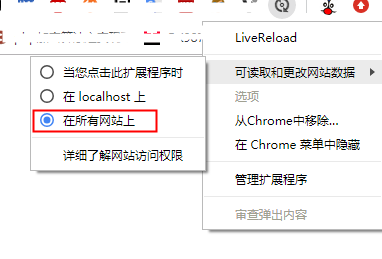 LiveReload
可读取和更改网站数据
选项
从Chrome中移除...
在 Chrome 菜单中隐藏
管理扩展程序
审查弹出内容
当您点击此扩展程序时
在 localhost 上
在所有网站上
详细了解网站访问权限